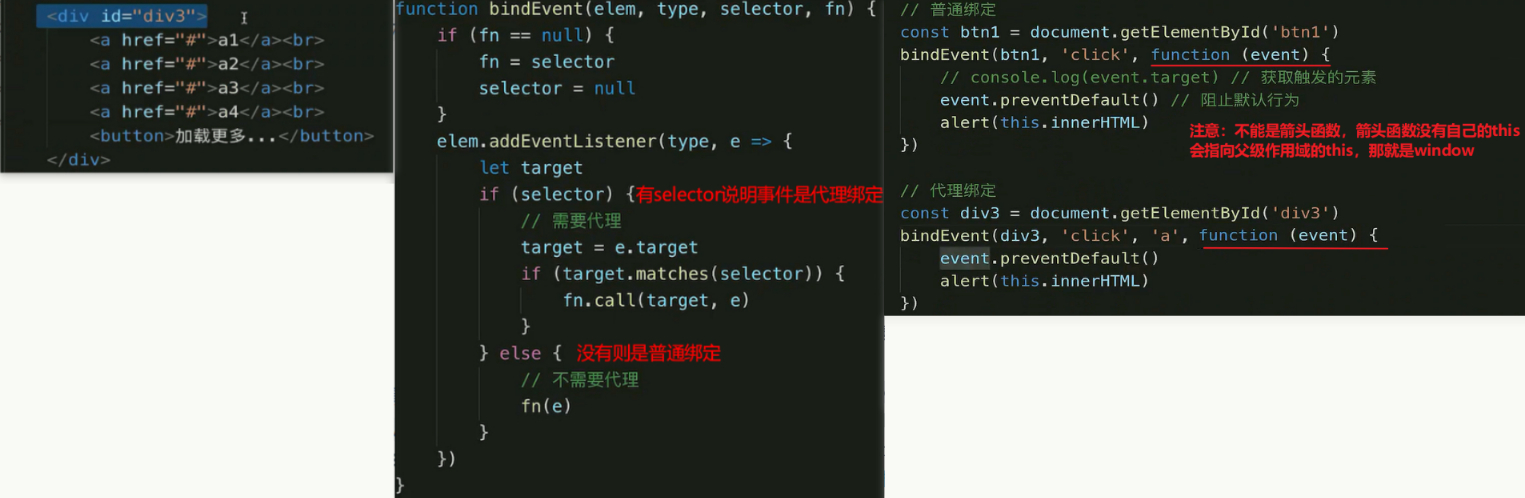 <div id="div3">
<a href="#">a1</a><br>
<a href="#">a2</a><br>
<a href="#">a3</a><br>
<a href="#">a4</a><br>
<button>加载更多...</button>
</div>
function bindEvent(elem, type, selector, fn) {
if (fn == null) {
fn = selector
selector = null
}
elem.addEventListener(type, e => {
let target
if (selector) {有selector说明事件是代理绑定
// 需要代理
target = e.target
if (target.matches(selector)) {
fn.call(target, e)
}
} else { 没有则是普通绑定
// 不需要代理
fn(e)
}
})
}
// 普通绑定
const btn1 = document.getElementById('btn1')
bindEvent(btn1, 'click', function (event) {
// console.log(event.target) // 获取触发的元素
event.preventDefault() // 阻止默认行为
alert(this.innerHTML)
注意：不能是箭头函数，箭头函数没有自己的this
会指向父级作用域的this，那就是window
})
// 代理绑定
const div3 = document.getElementById('div3')
bindEvent(div3, 'click', 'a', function (event) {
event.preventDefault()
alert(this.innerHTML)
})